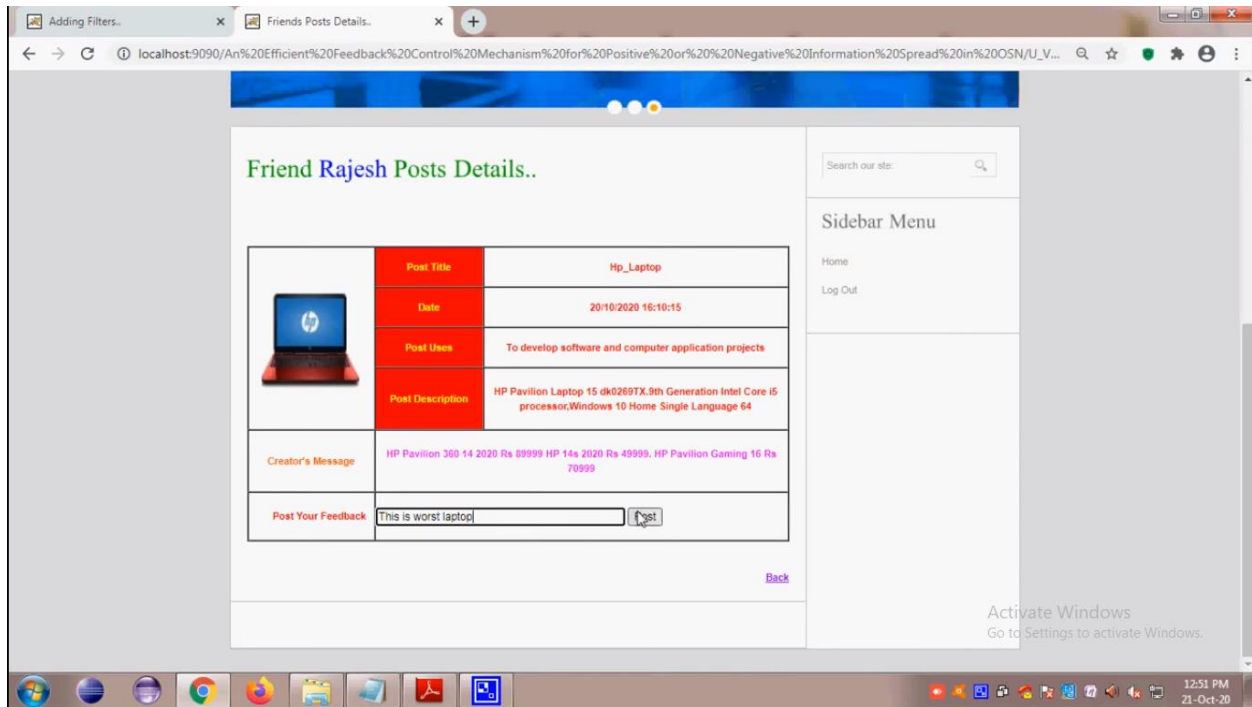 Adding Filters..
Friends Posts Details..
localhost:9090/An%20Efficient%20Feedback%20Control%20Mechanism%20for%20Positive%20or%20%20Negative%20Information%20Spread%20in%20OSN/U_V...
Friend Rajesh Posts Details..
Search our site:
Sidebar Menu
Home
Log Out
Post Title
Hp_Laptop
Date
20/10/2020 16:10:15
Post Uses
To develop software and computer application projects
Post Description
HP Pavilion Laptop 15 dk0269TX.9th Generation Intel Core i5
processor,Windows 10 Home Single Language 64
Creator's Message
HP Pavilion 360 14 2020 Rs 89999 HP 14s 2020 Rs 49999. HP Pavilion Gaming 16 Rs
70999
Post Your Feedback
This is worst laptop
Post
Back
Activate Windows
Go to Settings to activate Windows.
12:51 PM
21-Oct-20